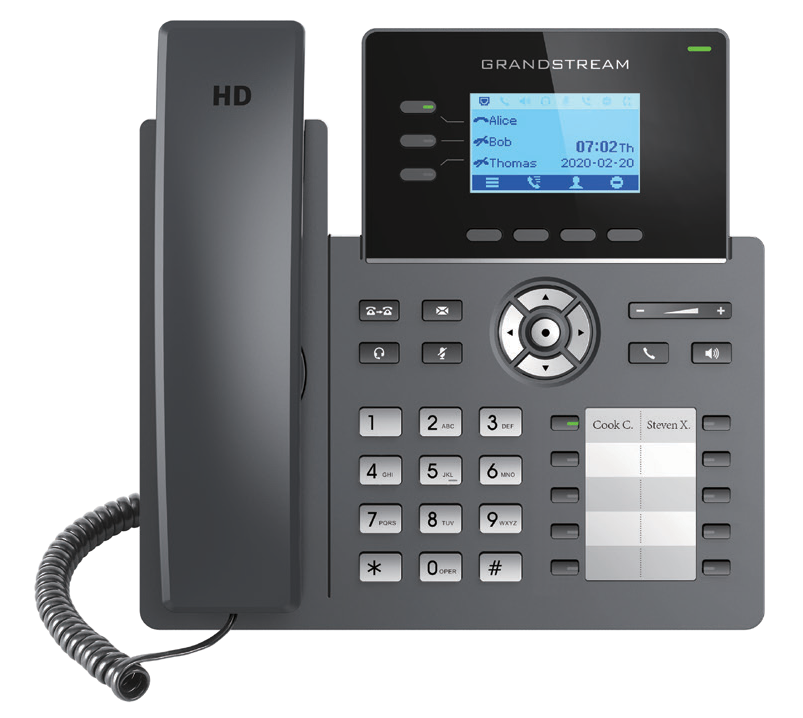 GRANDSTREAM
HD
Alice
Bob
07:02Th
Thomas 2020-02-20
− +
1 2 ABC 3 DEF
Cook C. Steven X.
4 GHI 5 JKL 6 MNO
7 PQRS 8 TUV 9 WXYZ
* 0 OPER #